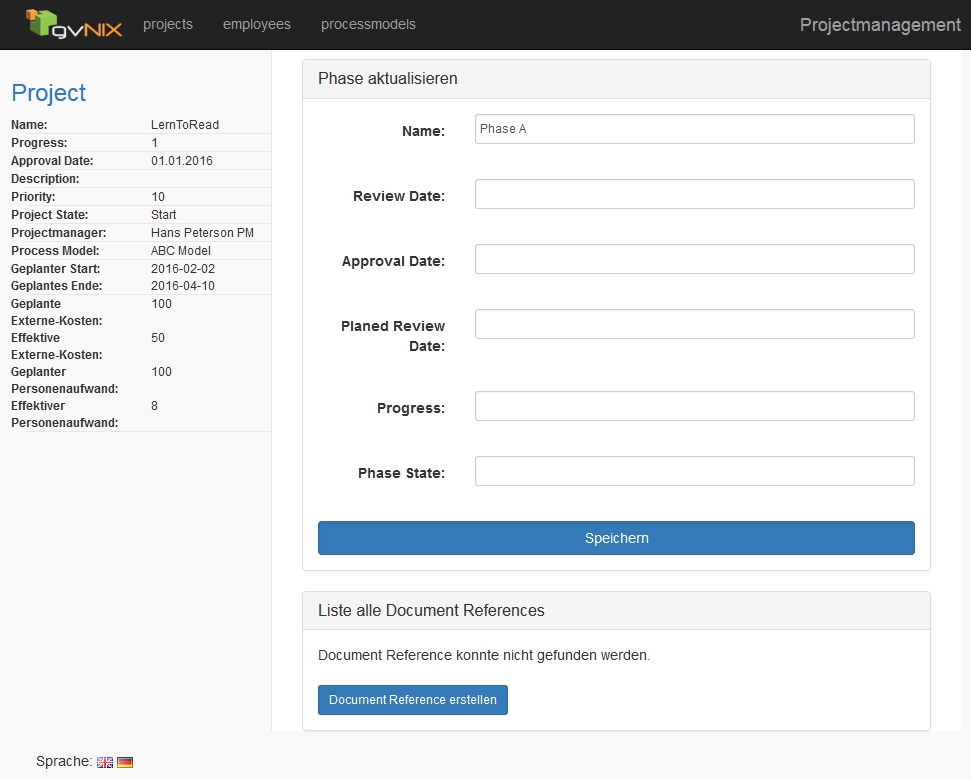 gvNIX projects employees processmodels Projectmanagement
Project
Name: LernToRead
Progress: 1
Approval Date: 01.01.2016
Description:
Priority: 10
Project State: Start
Projectmanager: Hans Peterson PM
Process Model: ABC Model
Geplanter Start: 2016-02-02
Geplantes Ende: 2016-04-10
Geplante 100
Externe-Kosten:
Effektive 50
Externe-Kosten:
Geplanter 100
Personenaufwand:
Effektiver 8
Personenaufwand:
Phase aktualisieren
Name: Phase A
Review Date:
Approval Date:
Planed Review
Date:
Progress:
Phase State:
Speichern
Liste alle Document References
Document Reference konnte nicht gefunden werden.
Document Reference erstellen
Sprache: